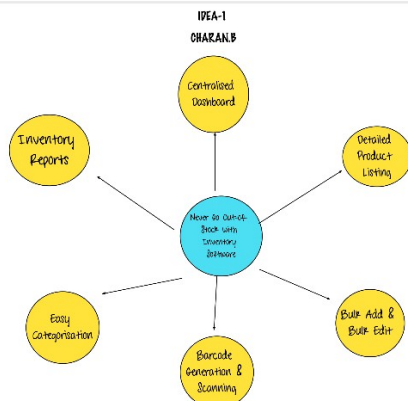 IDEA-1
CHARAN.B
Centralised
Dashboard
Inventory
Reports
Detailed
Product
Listing
Never Go Out-of-
Stock with
Inventory
Software
Easy
Categorisation
Bulk Add &
Bulk Edit
Barcode
Generation &
Scanning